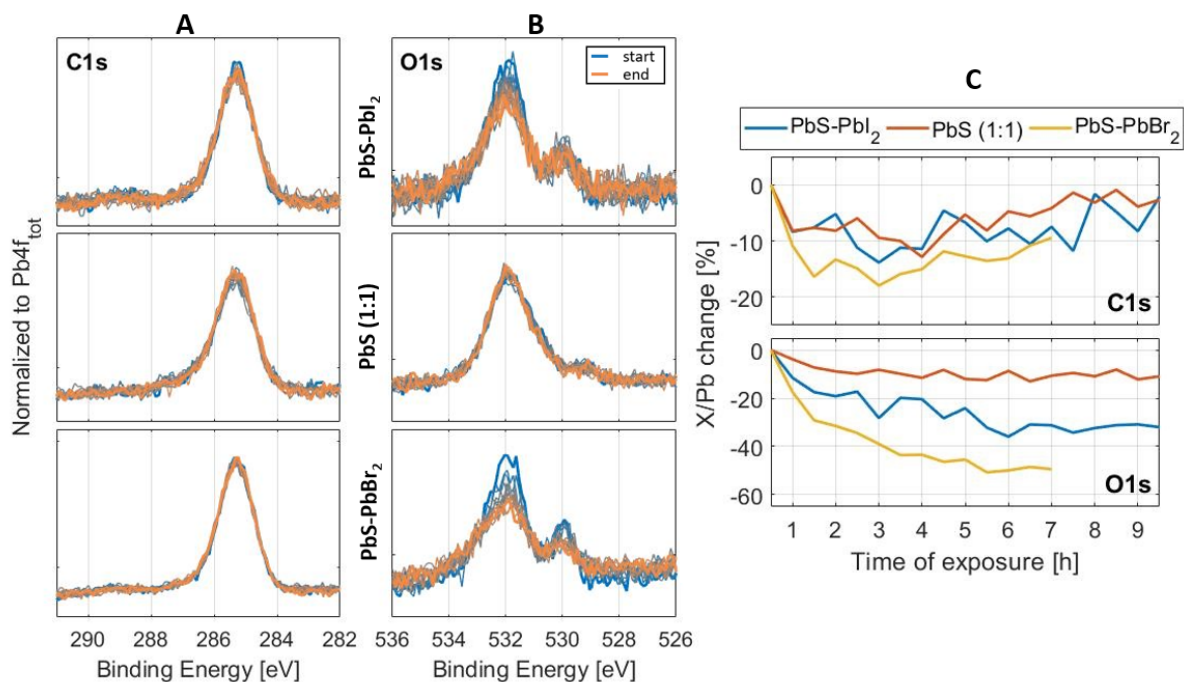 A
B
C1s
O1s
start
end
PbS-PbI₂
PbS (1:1)
PbS-PbBr₂
Normalized to Pb4f_tot
290 288 286 284 282
Binding Energy [eV]
536 534 532 530 528 526
Binding Energy [eV]
C
PbS-PbI₂ PbS (1:1) PbS-PbBr₂
0
-10
-20
C1s
X/Pb change [%]
0
-20
-40
-60
O1s
1 2 3 4 5 6 7 8 9
Time of exposure [h]